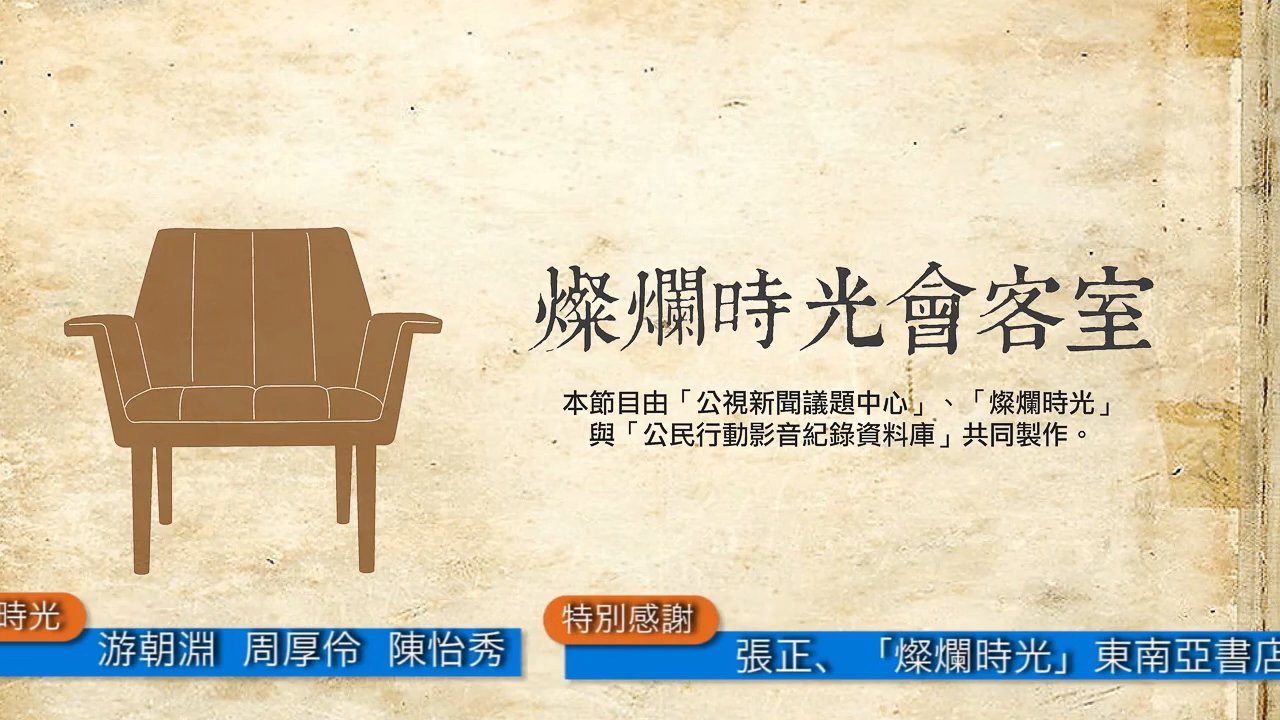 燦爛時光會客室
本節目由「公視新聞議題中心」、「燦爛時光」
與「公民行動影音紀錄資料庫」共同製作。
時光
游朝淵 周厚伶 陳怡秀
特別感謝
張正、「燦爛時光」東南亞書店